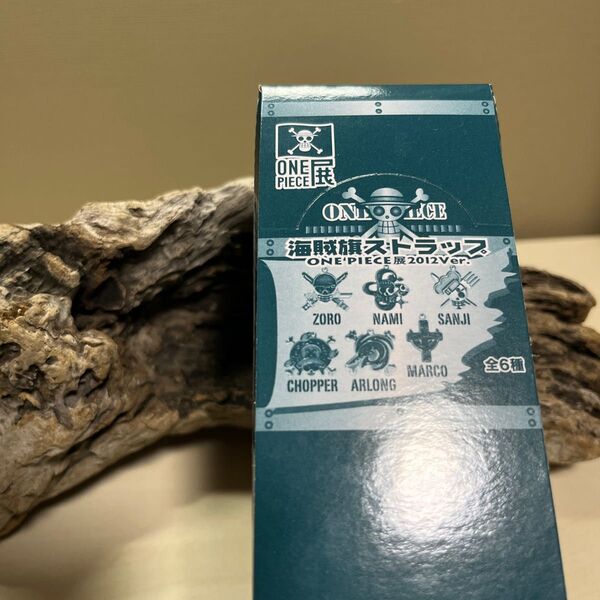 ONE
PIECE展
ONE PIECE
海賊旗ストラップ
ONE PIECE展2012Ver.
ZORO NAMI SANJI
CHOPPER ARLONG MARCO
全6種